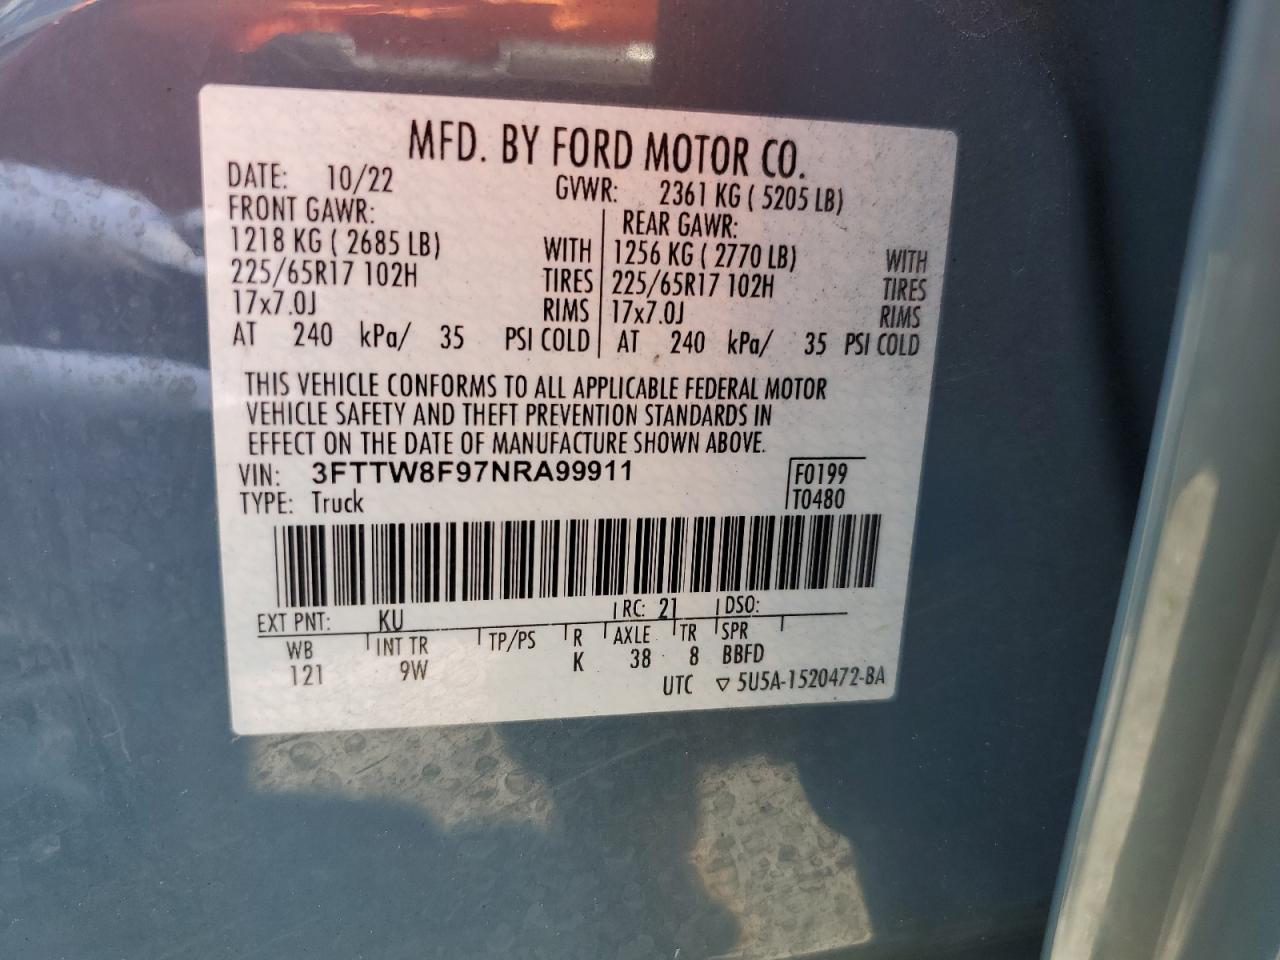 MFD. BY FORD MOTOR CO.
DATE: 10/22 GVWR: 2361 KG ( 5205 LB)
FRONT GAWR: REAR GAWR:
1218 KG ( 2685 LB) WITH 1256 KG ( 2770 LB) WITH
225/65R17 102H TIRES 225/65R17 102H TIRES
17x7.0J RIMS 17x7.0J RIMS
AT 240 kPa/ 35 PSI COLD AT 240 kPa/ 35 PSI COLD
THIS VEHICLE CONFORMS TO ALL APPLICABLE FEDERAL MOTOR
VEHICLE SAFETY AND THEFT PREVENTION STANDARDS IN
EFFECT ON THE DATE OF MANUFACTURE SHOWN ABOVE.
VIN: 3FTTW8F97NRA99911 F0199
TYPE: Truck T0480
EXT PNT: KU RC: 21 DSO:
WB INT TR TP/PS R AXLE TR SPR
121 9W K 38 8 BBFD
UTC ▽ 5U5A-1520472-BA